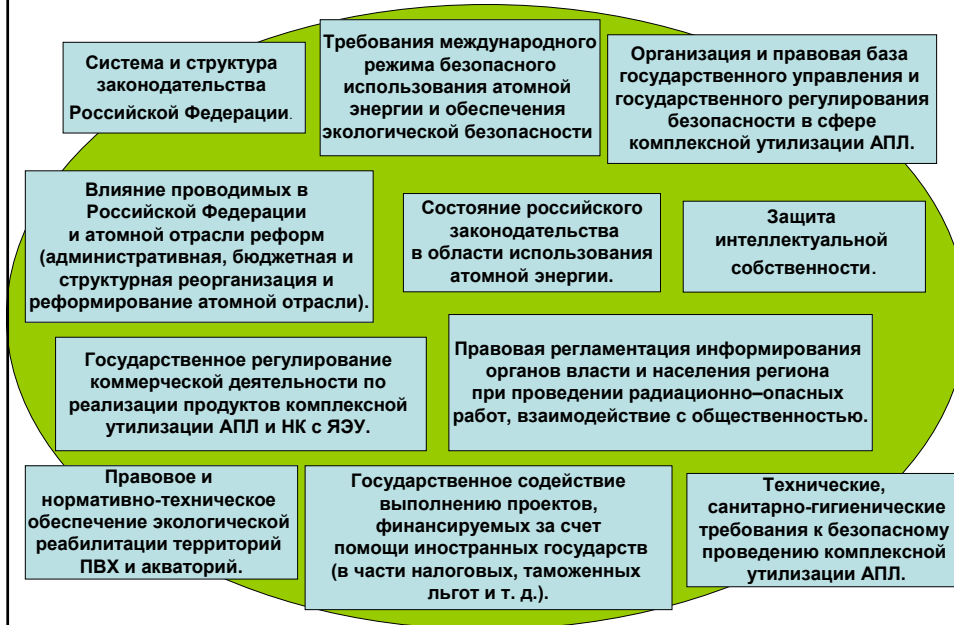 Система и структура
законодательства
Российской Федерации.
Требования международного
режима безопасного
использования атомной
энергии и обеспечения
экологической безопасности
Организация и правовая база
государственного управления и
государственного регулирования
безопасности в сфере
комплексной утилизации АПЛ.
Влияние проводимых в
Российской Федерации
и атомной отрасли реформ
(административная, бюджетная и
структурная реорганизация и
реформирование атомной отрасли).
Состояние российского
законодательства
в области использования
атомной энергии.
Защита
интеллектуальной
собственности.
Государственное регулирование
коммерческой деятельности по
реализации продуктов комплексной
утилизации АПЛ и НК с ЯЭУ.
Правовая регламентация информирования
органов власти и населения региона
при проведении радиационно–опасных
работ, взаимодействие с общественностью.
Правовое и
нормативно-техническое
обеспечение экологической
реабилитации территорий
ПВХ и акваторий.
Государственное содействие
выполнению проектов,
финансируемых за счет
помощи иностранных государств
(в части налоговых, таможенных
льгот и т. д.).
Технические,
санитарно-гигиенические
требования к безопасному
проведению комплексной
утилизации АПЛ.